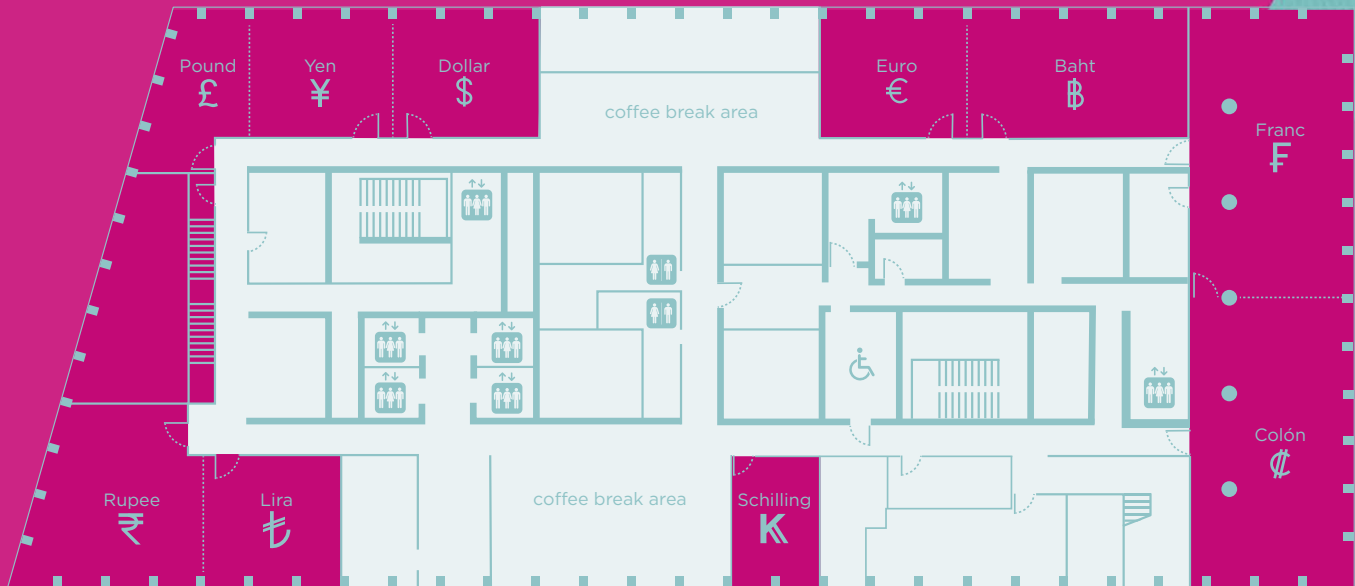 Pound
£
Yen
¥
Dollar
$
coffee break area
Euro
€
Baht
฿
Franc
₣
Colón
₡
Rupee
₹
Lira
₺
coffee break area
Schilling
K